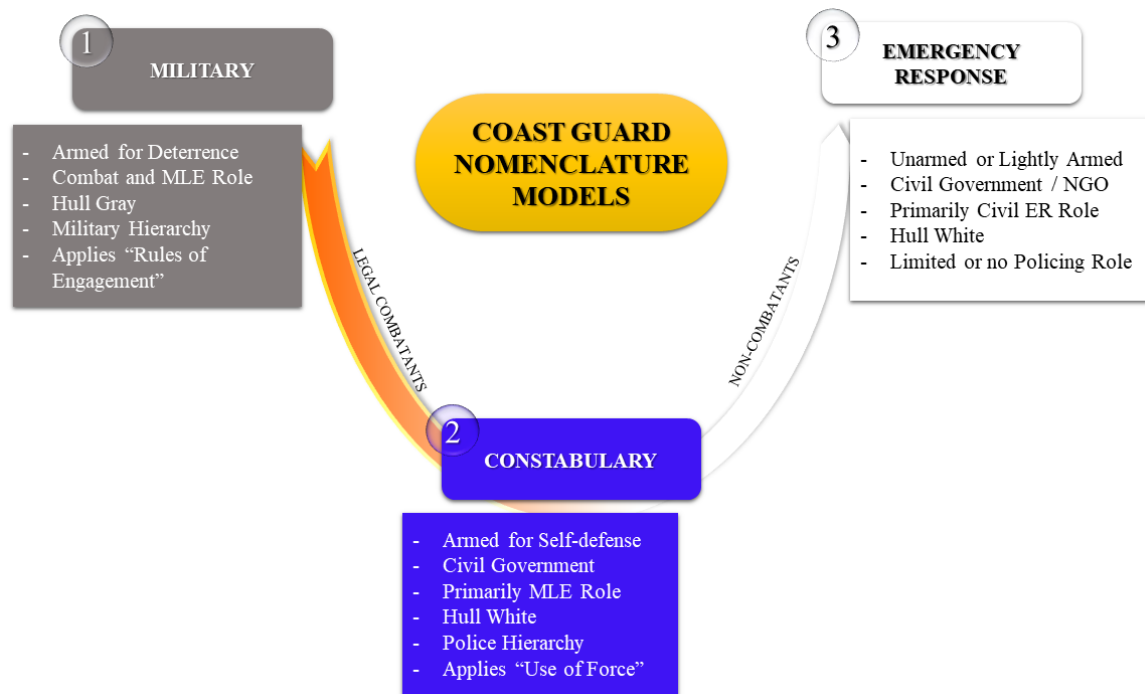 1
MILITARY
- Armed for Deterrence
- Combat and MLE Role
- Hull Gray
- Military Hierarchy
- Applies “Rules of
Engagement”
COAST GUARD
NOMENCLATURE
MODELS
3
EMERGENCY
RESPONSE
- Unarmed or Lightly Armed
- Civil Government / NGO
- Primarily Civil ER Role
- Hull White
- Limited or no Policing Role
LEGAL COMBATANTS
NON-COMBATANTS
2
CONSTABULARY
- Armed for Self-defense
- Civil Government
- Primarily MLE Role
- Hull White
- Police Hierarchy
- Applies “Use of Force”